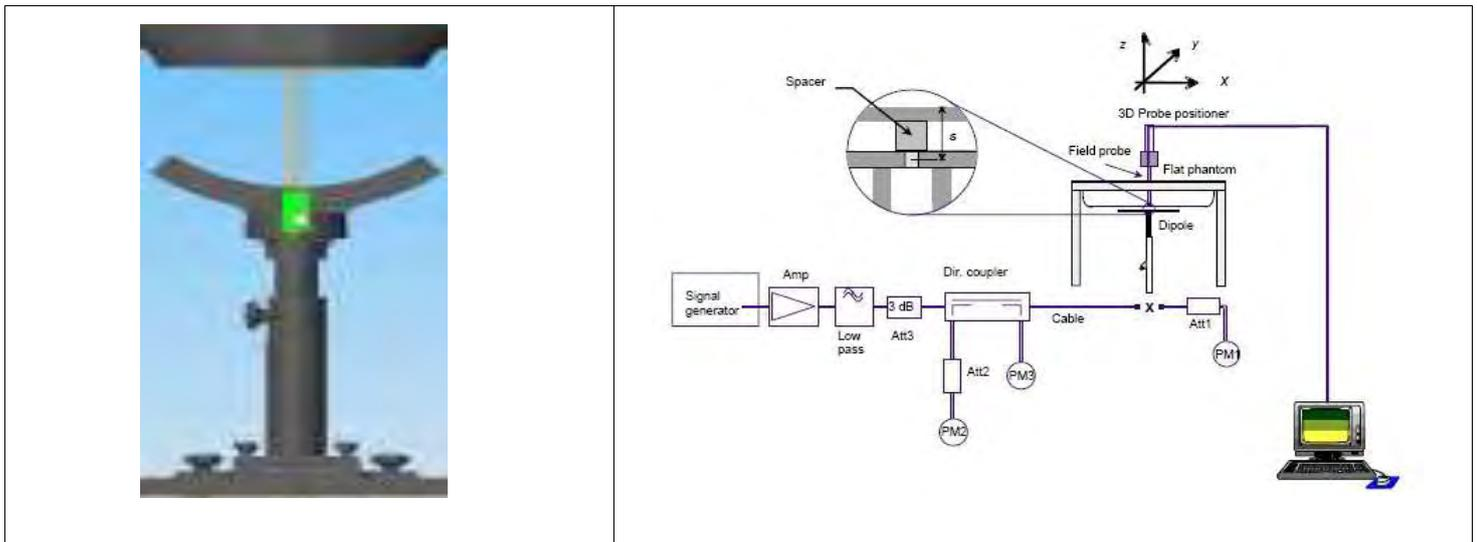 z
y
X
3D Probe positioner
Spacer
s
Field probe
Flat phantom
Dipole
Amp
Dir. coupler
Signal
generator
3 dB
Low
pass
Att3
Cable
X
Att1
PM1
Att2
PM3
PM2